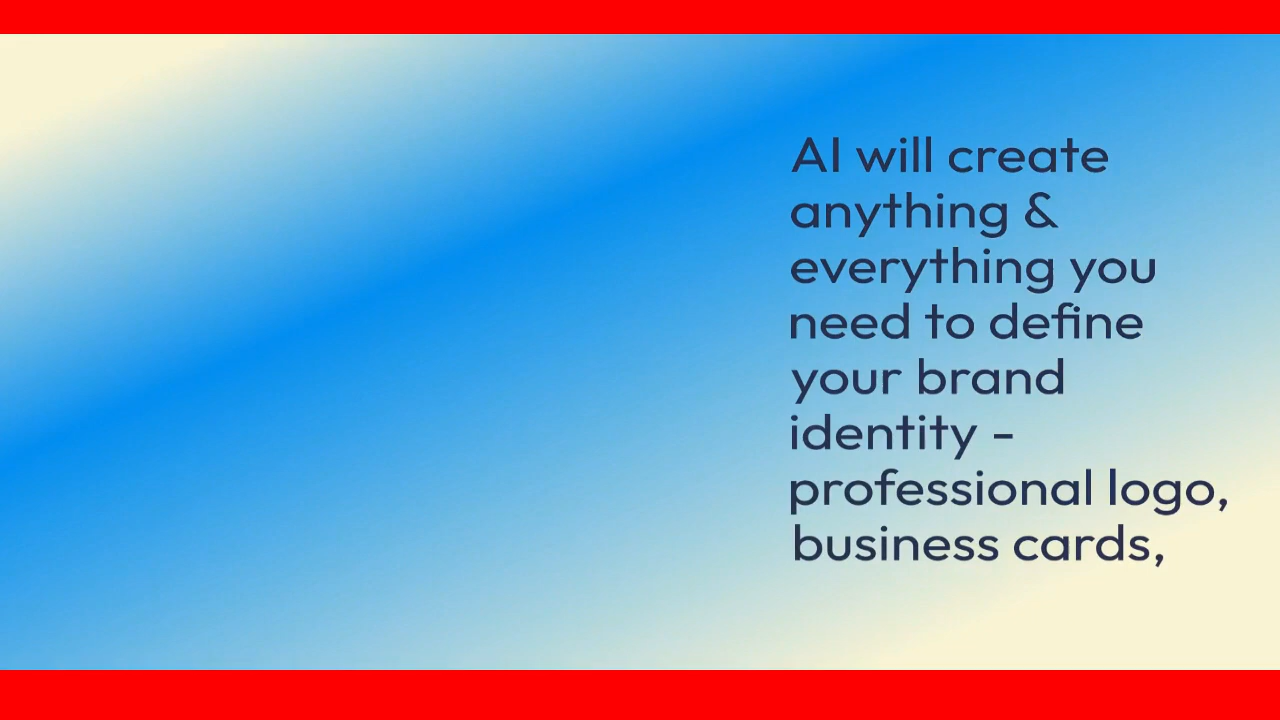 AI will create
anything &
everything you
need to define
your brand
identity -
professional logo,
business cards,